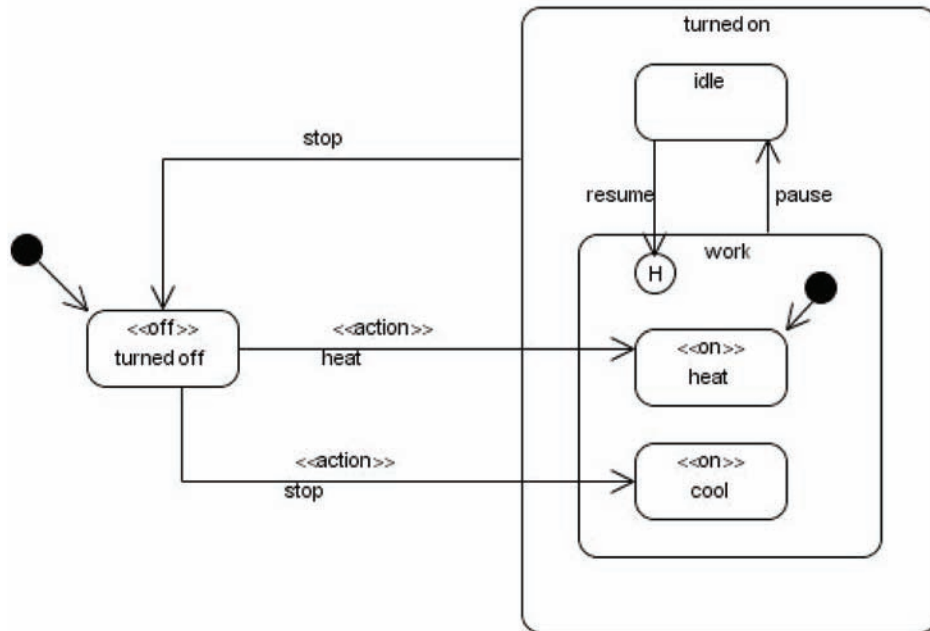 turned on
idle
stop
resume
pause
work
H
<<off>>
turned off
<<action>>
heat
<<on>>
heat
<<action>>
stop
<<on>>
cool